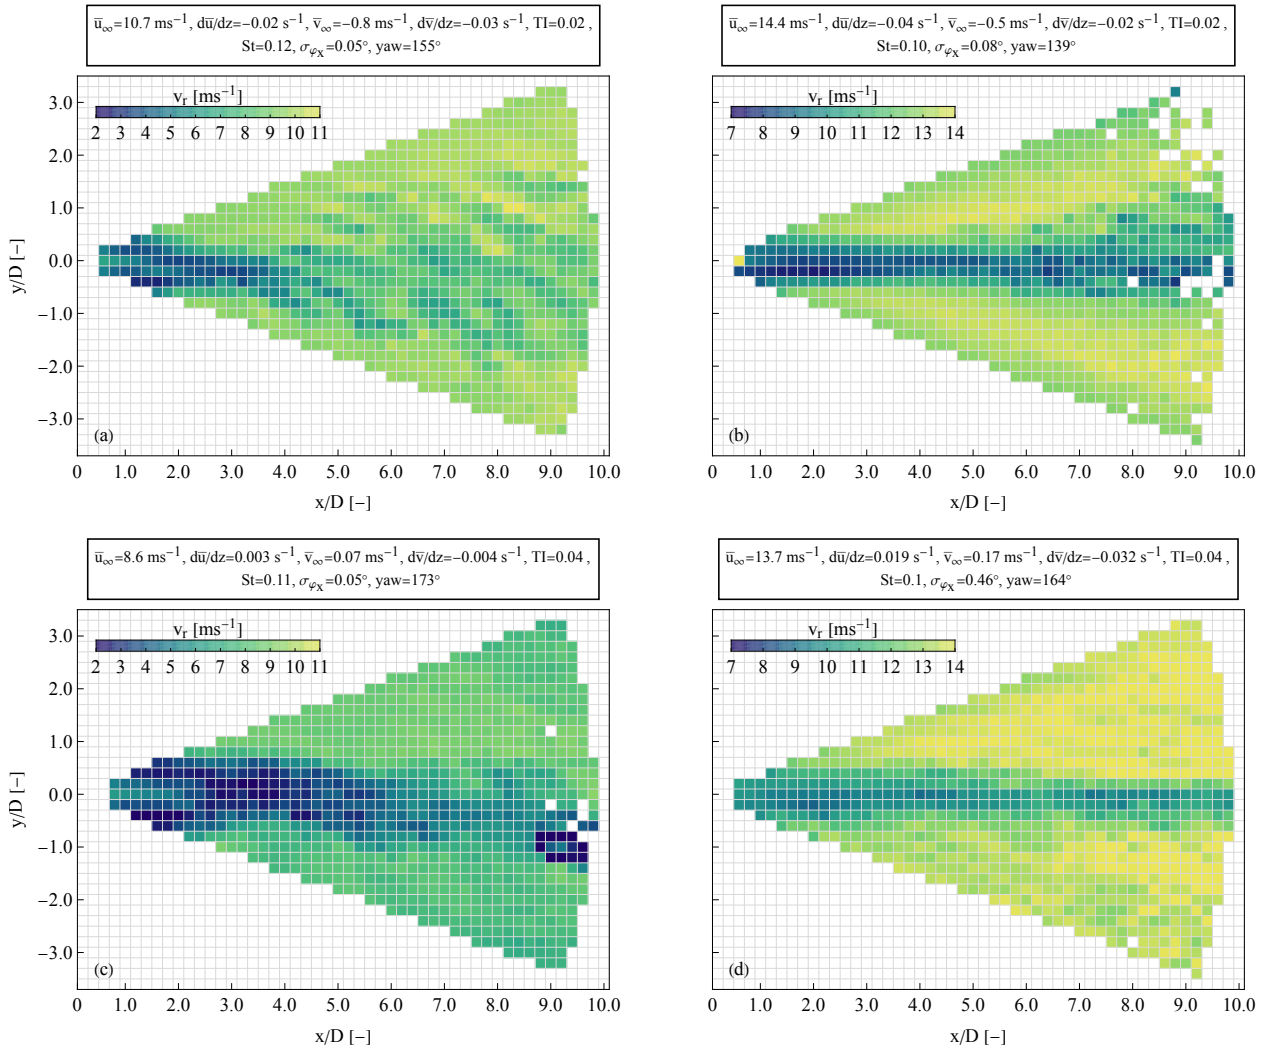 u̅∞=10.7 ms⁻¹, du̅/dz=−0.02 s⁻¹, v̅∞=−0.8 ms⁻¹, dv̅/dz=−0.03 s⁻¹, TI=0.02 ,
St=0.12, σφx=0.05°, yaw=155°
vr [ms⁻¹]
2 3 4 5 6 7 8 9 10 11
3.0
2.0
1.0
0.0
−1.0
−2.0
−3.0
y/D [−]
(a)
0 1.0 2.0 3.0 4.0 5.0 6.0 7.0 8.0 9.0 10.0
x/D [−]
u̅∞=14.4 ms⁻¹, du̅/dz=−0.04 s⁻¹, v̅∞=−0.5 ms⁻¹, dv̅/dz=−0.02 s⁻¹, TI=0.02 ,
St=0.10, σφx=0.08°, yaw=139°
vr [ms⁻¹]
7 8 9 10 11 12 13 14
(b)
0 1.0 2.0 3.0 4.0 5.0 6.0 7.0 8.0 9.0 10.0
x/D [−]
u̅∞=8.6 ms⁻¹, du̅/dz=0.003 s⁻¹, v̅∞=0.07 ms⁻¹, dv̅/dz=−0.004 s⁻¹, TI=0.04 ,
St=0.11, σφx=0.05°, yaw=173°
vr [ms⁻¹]
2 3 4 5 6 7 8 9 10 11
3.0
2.0
1.0
0.0
−1.0
−2.0
−3.0
y/D [−]
(c)
0 1.0 2.0 3.0 4.0 5.0 6.0 7.0 8.0 9.0 10.0
x/D [−]
u̅∞=13.7 ms⁻¹, du̅/dz=0.019 s⁻¹, v̅∞=0.17 ms⁻¹, dv̅/dz=−0.032 s⁻¹, TI=0.04 ,
St=0.1, σφx=0.46°, yaw=164°
vr [ms⁻¹]
7 8 9 10 11 12 13 14
(d)
0 1.0 2.0 3.0 4.0 5.0 6.0 7.0 8.0 9.0 10.0
x/D [−]